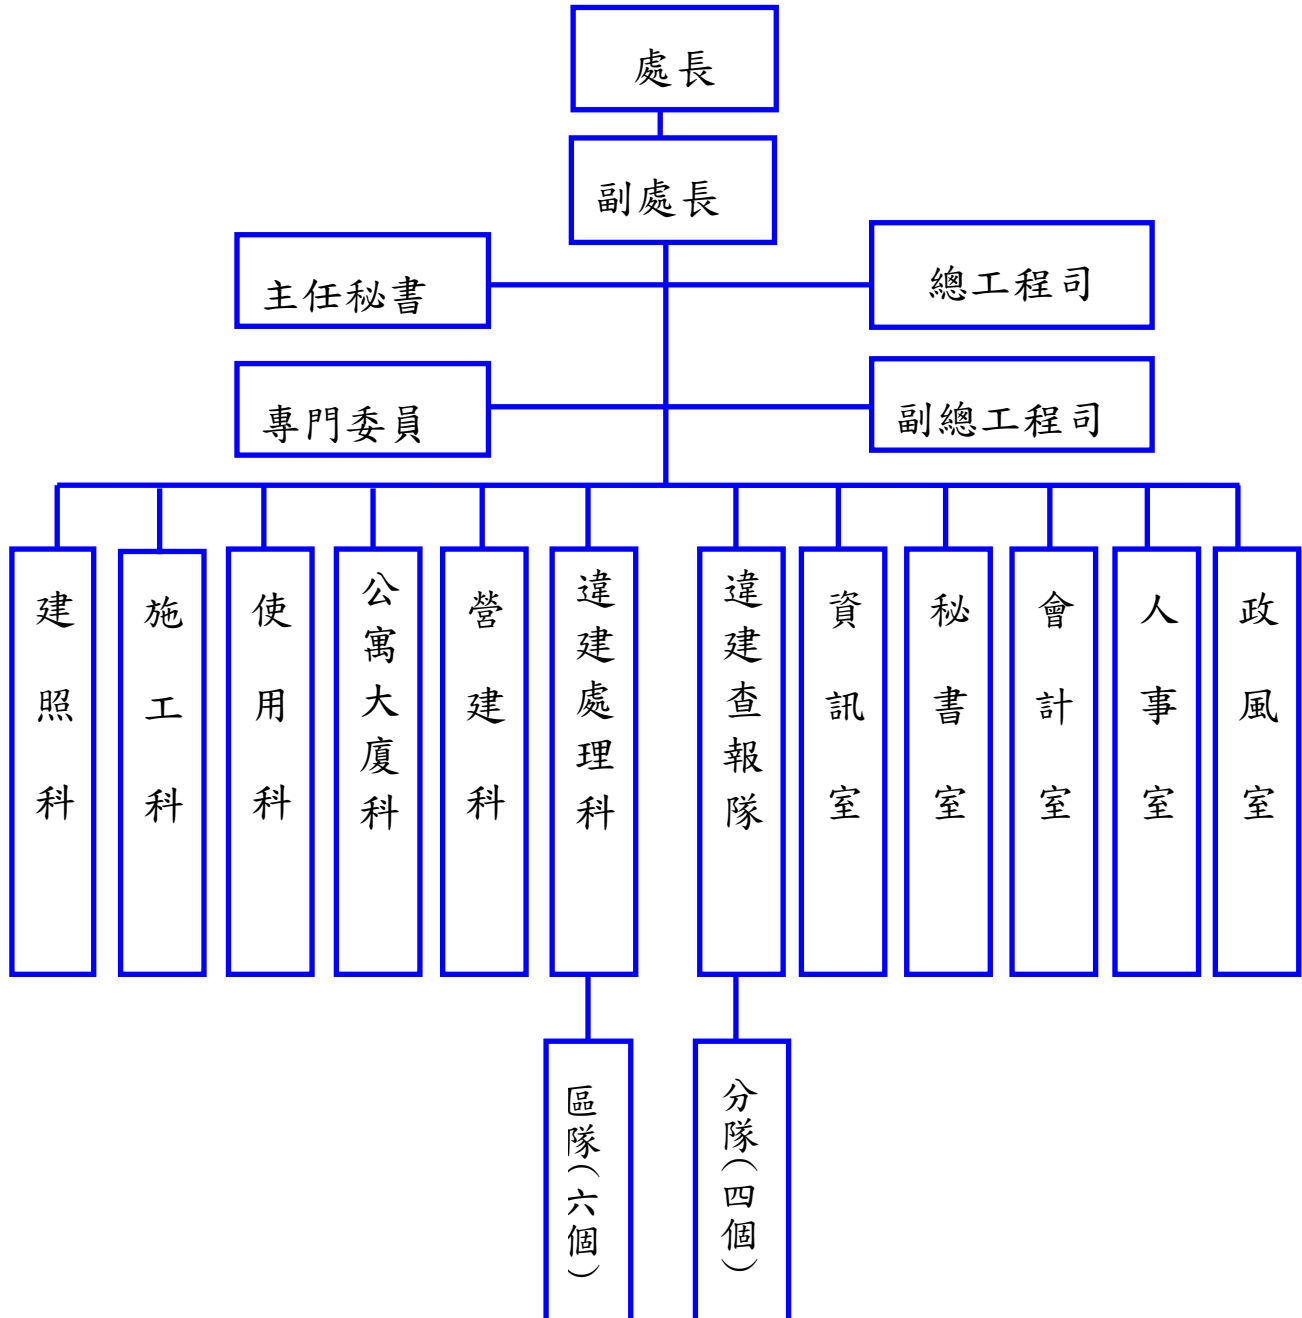 處長
副處長
主任秘書
總工程司
專門委員
副總工程司
建照科
施工科
使用科
公寓大廈科
營建科
違建處理科
違建查報隊
資訊室
秘書室
會計室
人事室
政風室
區隊(六個)
分隊(四個)